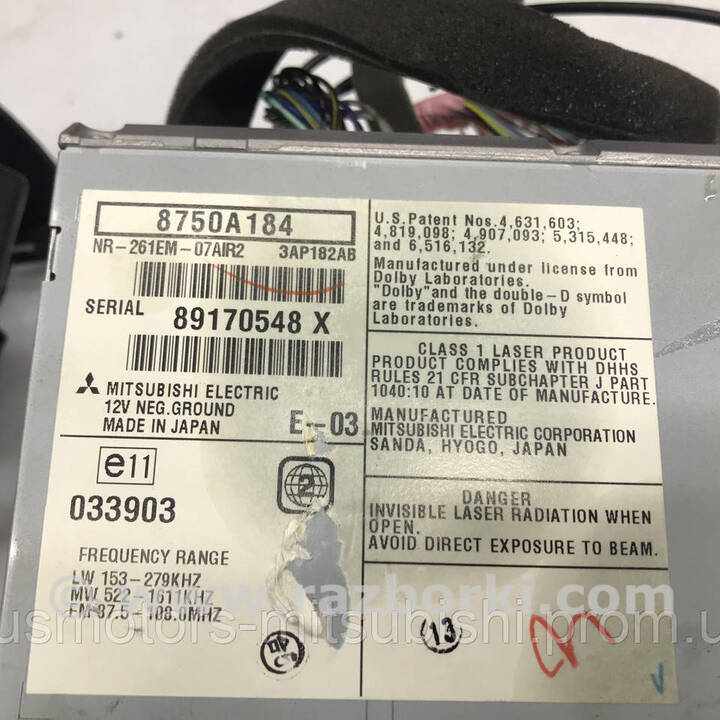 8750A184
NR-261EM-07AIR2 3AP182AB
SERIAL 89170548 X
MITSUBISHI ELECTRIC
12V NEG.GROUND
MADE IN JAPAN
E-03
e11
033903
2
FREQUENCY RANGE
LW 153-279KHZ
MW 522-1611KHZ
FM 87.5-108.0MHZ
U.S.Patent Nos.4,631,603;
4,819,098; 4,907,093; 5,315,448;
and 6,516,132.
Manufactured under license from
Dolby Laboratories.
"Dolby"and the double-D symbol
are trademarks of Dolby
Laboratories.
CLASS 1 LASER PRODUCT
PRODUCT COMPLIES WITH DHHS
RULES 21 CFR SUBCHAPTER J PART
1040:10 AT DATE OF MANUFACTURE.
MANUFACTURED
MITSUBISHI ELECTRIC CORPORATION
SANDA, HYOGO, JAPAN
DANGER
INVISIBLE LASER RADIATION WHEN
OPEN.
AVOID DIRECT EXPOSURE TO BEAM.
13
© www.razborki.com
usmotors-mitsubishi.prom.u